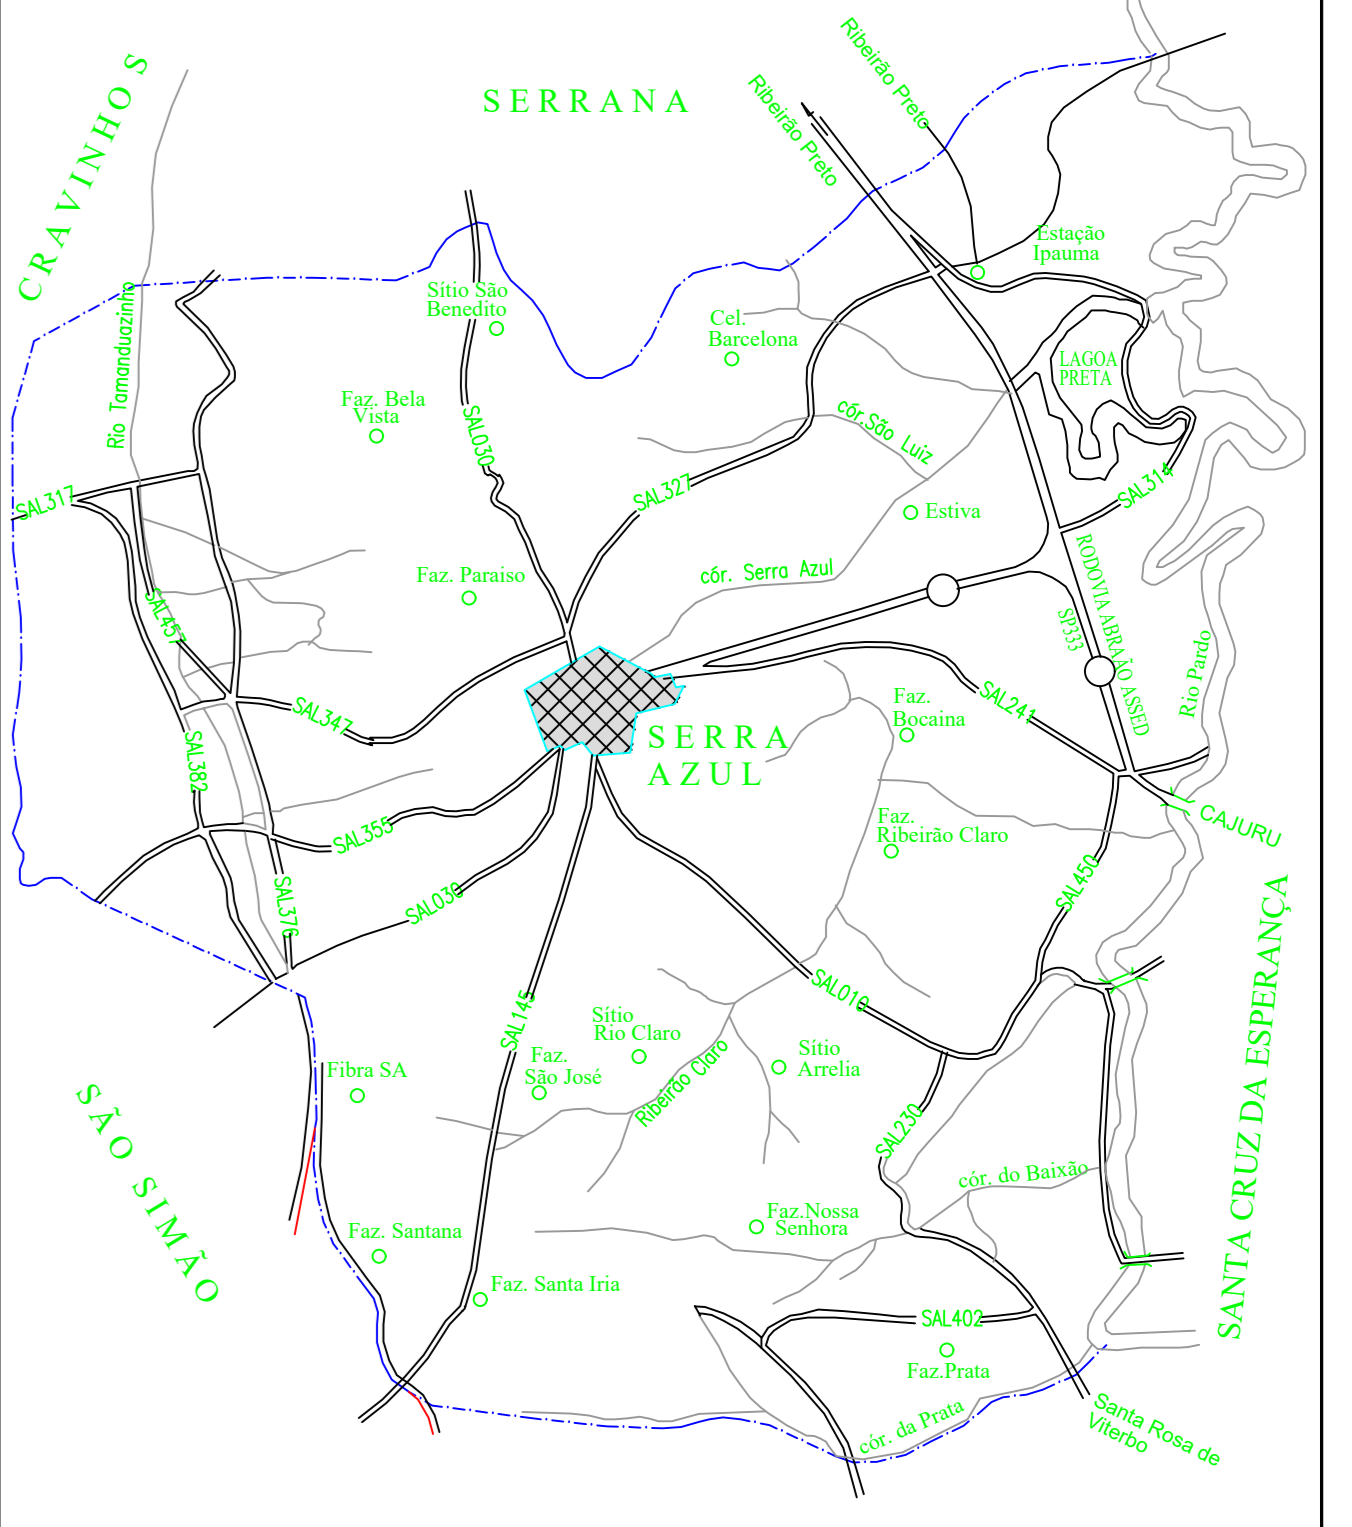 CRAVINHOS
SERRANA
Ribeirão Preto
Ribeirão Preto
Estação
Ipauma
Rio Tamanduazinho
Sítio São
Benedito
Cel.
Barcelona
LAGOA
PRETA
Faz. Bela
Vista
SAL030
cór.São Luiz
SAL317
SAL327
SAL314
Estiva
RODOVIA ABRAÃO ASSED
SP333
cór. Serra Azul
Faz. Paraiso
SAL457
Rio Pardo
SAL347
SAL241
Faz.
Bocaina
SERRA
AZUL
SAL382
SAL355
Faz.
Ribeirão Claro
CAJURU
SAL376
SAL030
SAL450
SANTA CRUZ DA ESPERANÇA
SAL010
SAL145
Sítio
Rio Claro
Faz.
São José
Sítio
Arrelia
Ribeirão Claro
Fibra SA
SÃO SIMÃO
SAL230
cór. do Baixão
Faz.Nossa
Senhora
Faz. Santana
Faz. Santa Iria
SAL402
Faz.Prata
cór. da Prata
Santa Rosa de
Viterbo